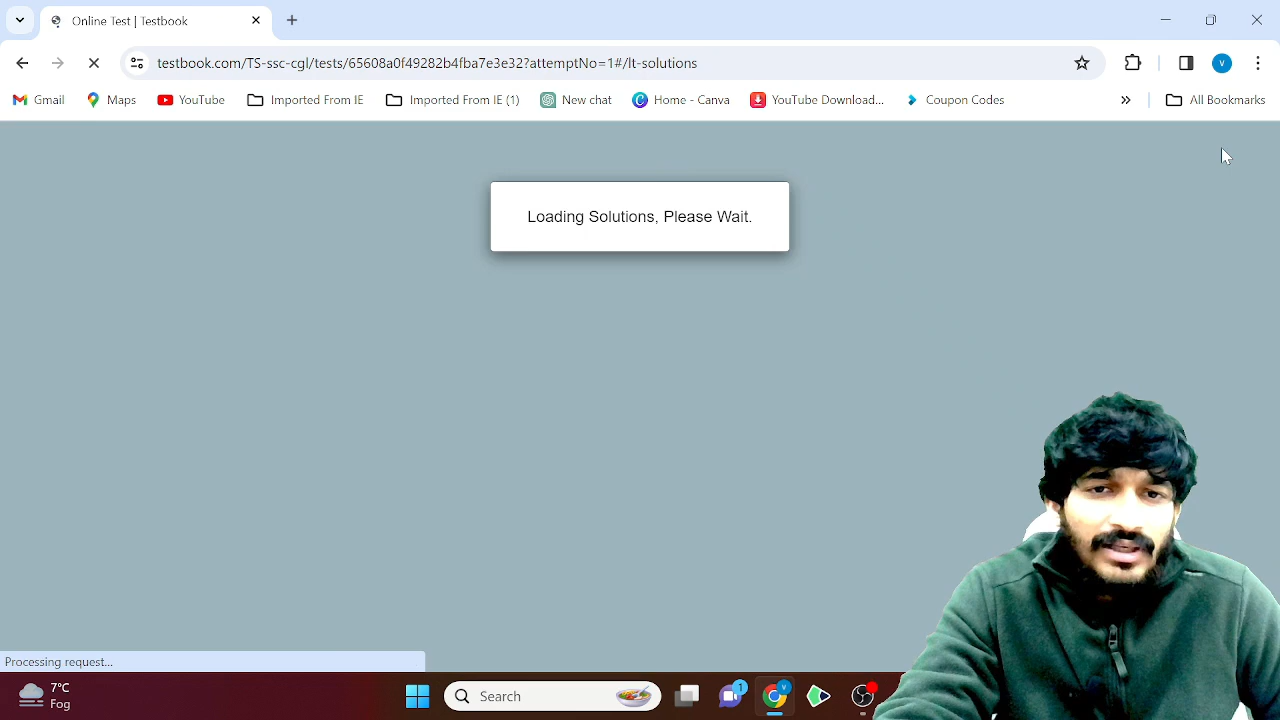 Online Test | Testbook
testbook.com/TS-ssc-cgl/tests/65608a0f49282b4fba7e3e32?attemptNo=1#/lt-solutions
V
Gmail
Maps
YouTube
Imported From IE
Imported From IE (1)
New chat
Home - Canva
YouTube Download...
Coupon Codes
»
All Bookmarks
Loading Solutions, Please Wait.
Processing request...
7°C
Fog
Search
1
V